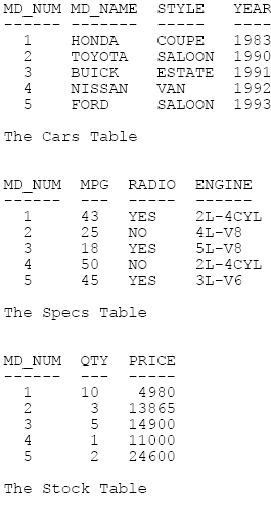 MD_NUM MD_NAME STYLE YEAR
------ ------- ----- ----
1 HONDA COUPE 1983
2 TOYOTA SALOON 1990
3 BUICK ESTATE 1991
4 NISSAN VAN 1992
5 FORD SALOON 1993
The Cars Table
MD_NUM MPG RADIO ENGINE
------ --- ----- ------
1 43 YES 2L-4CYL
2 25 NO 4L-V8
3 18 YES 5L-V8
4 50 NO 2L-4CYL
5 45 YES 3L-V6
The Specs Table
MD_NUM QTY PRICE
------ --- -----
1 10 4980
2 3 13865
3 5 14900
4 1 11000
5 2 24600
The Stock Table